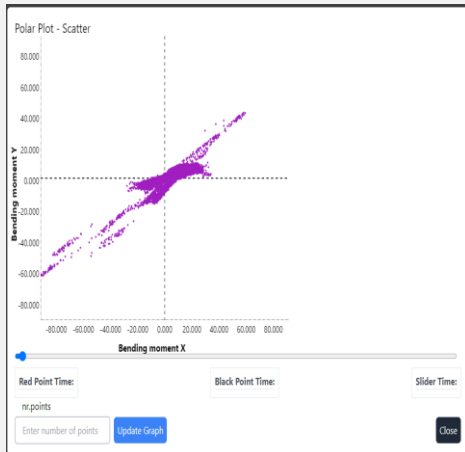 Polar Plot - Scatter
80.000
60.000
40.000
20.000
0.000
-20.000
-40.000
-60.000
-80.000
Bending moment Y
-80.000 -60.000 -40.000 -20.000 0.000 20.000 40.000 60.000 80.000
Bending moment X
Red Point Time: Black Point Time: Slider Time:
nr.points
Enter number of points Update Graph Close